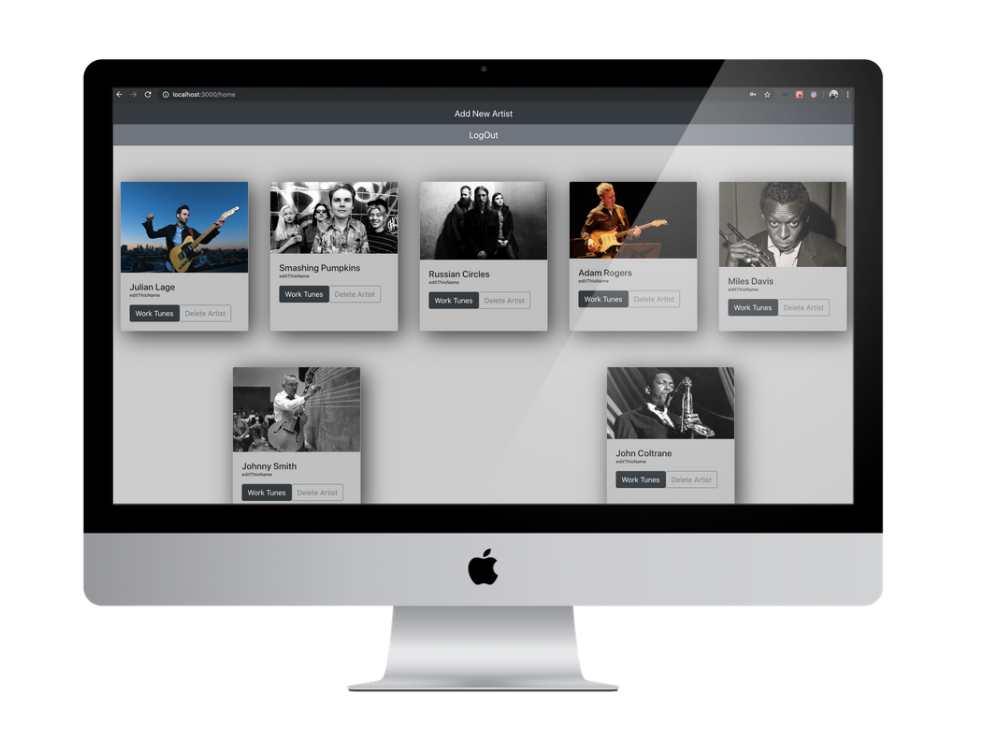 localhost:3000/home
Add New Artist
LogOut
Julian Lage
editThisName
Work Tunes Delete Artist
Smashing Pumpkins
editThisName
Work Tunes Delete Artist
Russian Circles
editThisName
Work Tunes Delete Artist
Adam Rogers
editThisName
Work Tunes Delete Artist
Miles Davis
editThisName
Work Tunes Delete Artist
Johnny Smith
editThisName
Work Tunes Delete Artist
John Coltrane
editThisName
Work Tunes Delete Artist